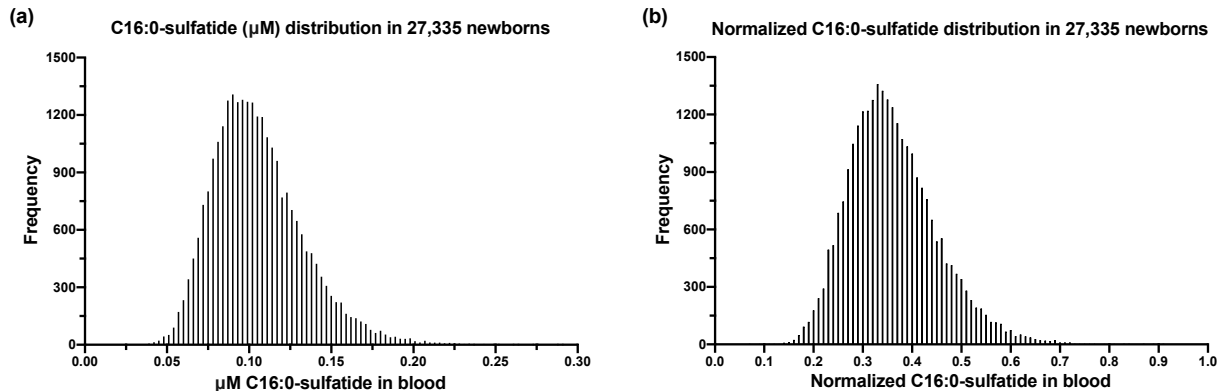 (a)
C16:0-sulfatide (µM) distribution in 27,335 newborns
1500
1200
900
600
300
0
Frequency
0.00 0.05 0.10 0.15 0.20 0.25 0.30
µM C16:0-sulfatide in blood
(b)
Normalized C16:0-sulfatide distribution in 27,335 newborns
1500
1200
900
600
300
0
Frequency
0.0 0.1 0.2 0.3 0.4 0.5 0.6 0.7 0.8 0.9 1.0
Normalized C16:0-sulfatide in blood